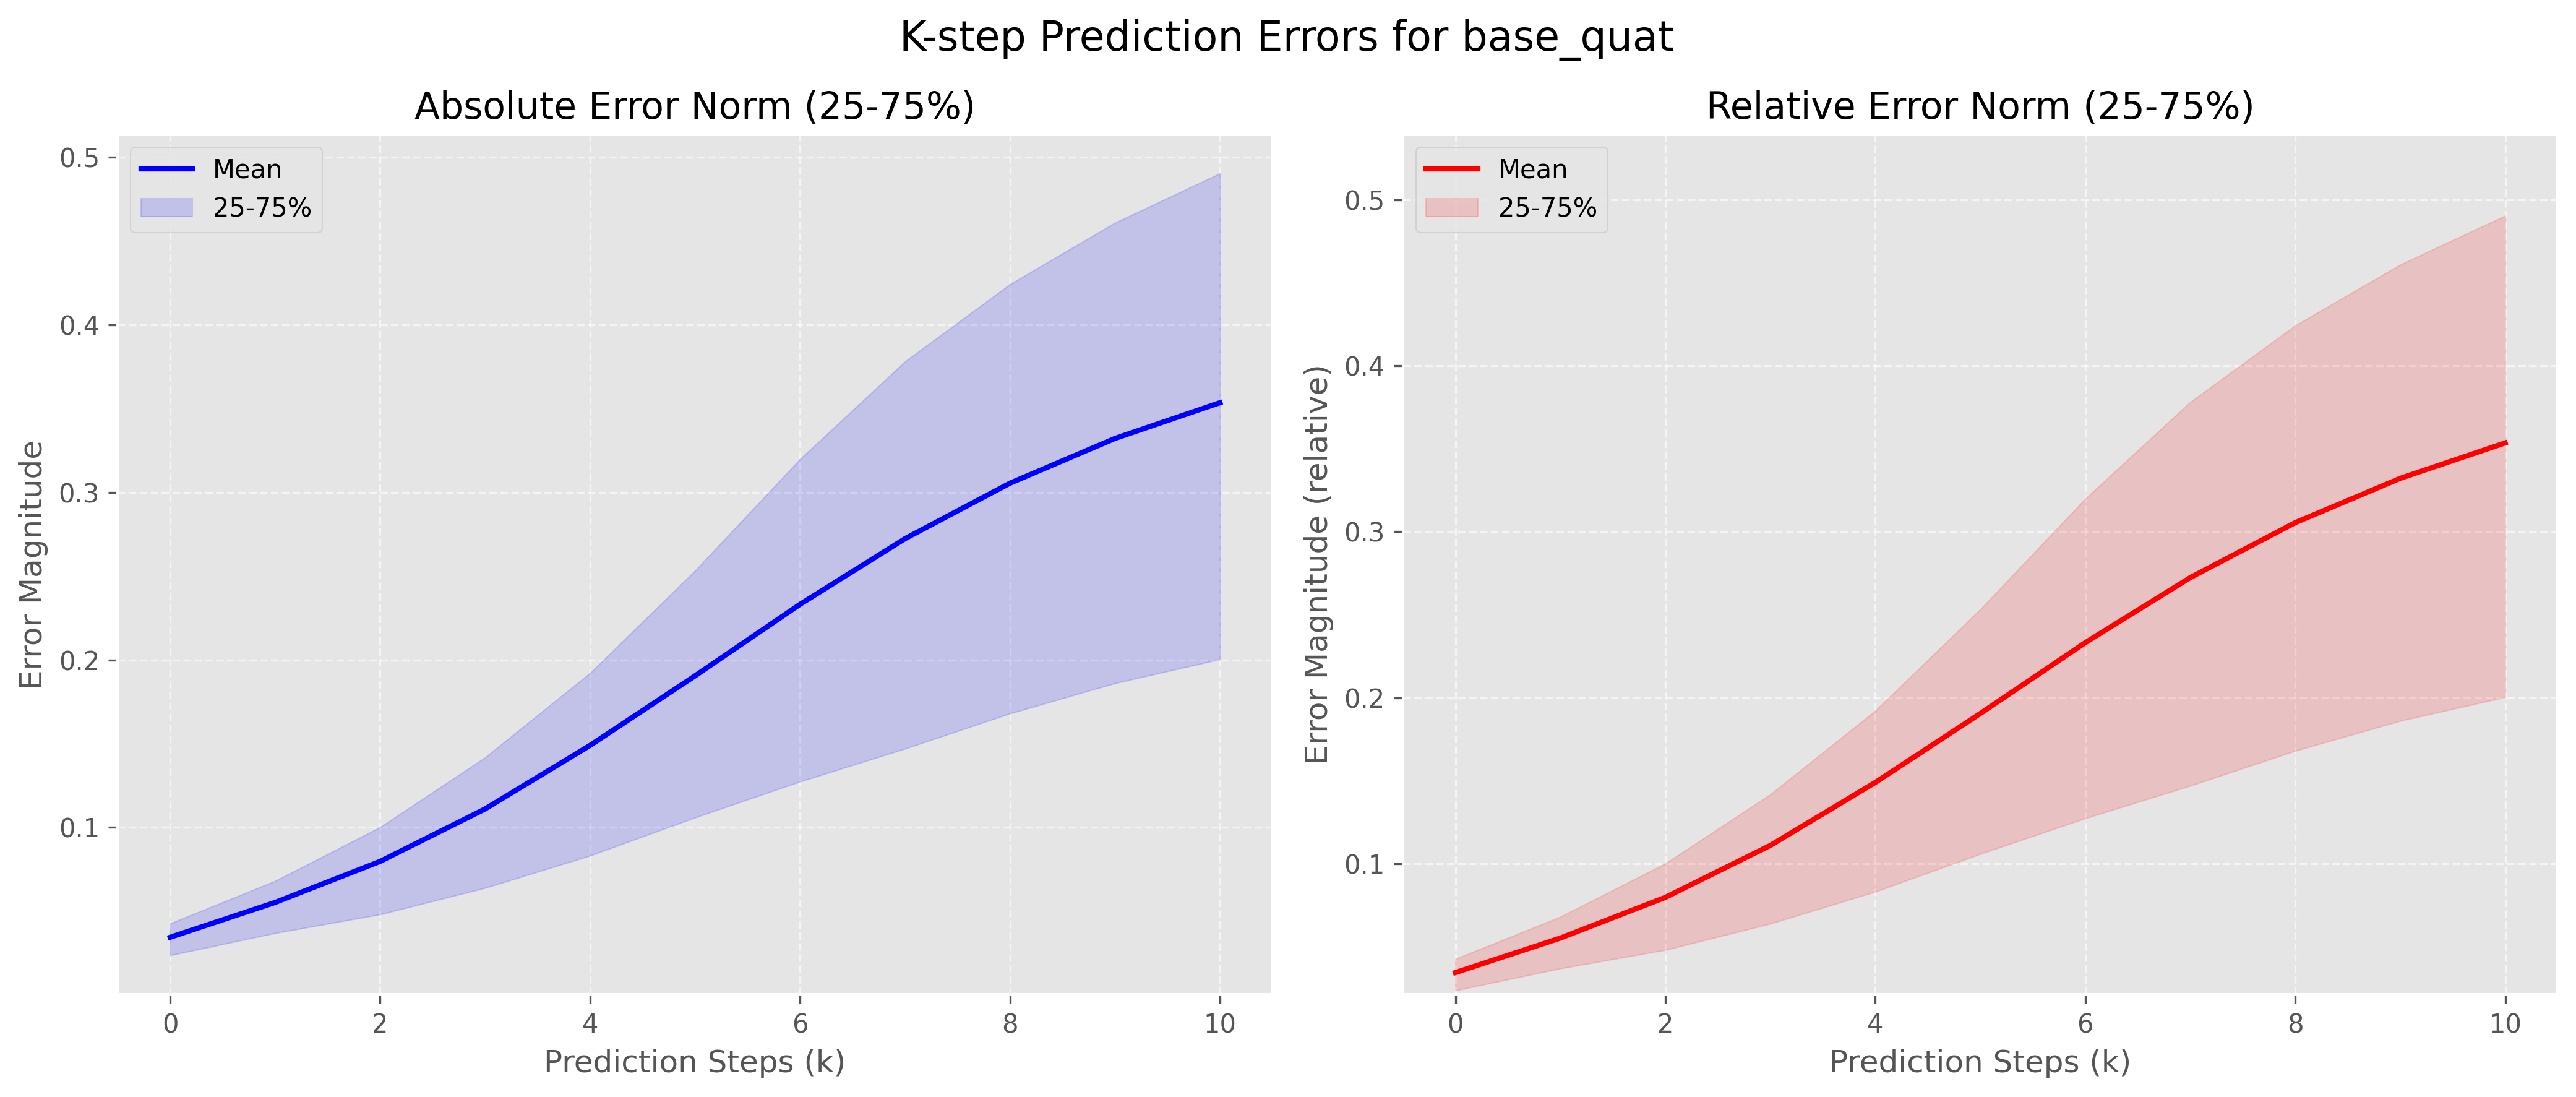 K-step Prediction Errors for base_quat
Absolute Error Norm (25-75%)
Mean
25-75%
Error Magnitude
0.5
0.4
0.3
0.2
0.1
0 2 4 6 8 10
Prediction Steps (k)
Relative Error Norm (25-75%)
Mean
25-75%
Error Magnitude (relative)
0.5
0.4
0.3
0.2
0.1
0 2 4 6 8 10
Prediction Steps (k)